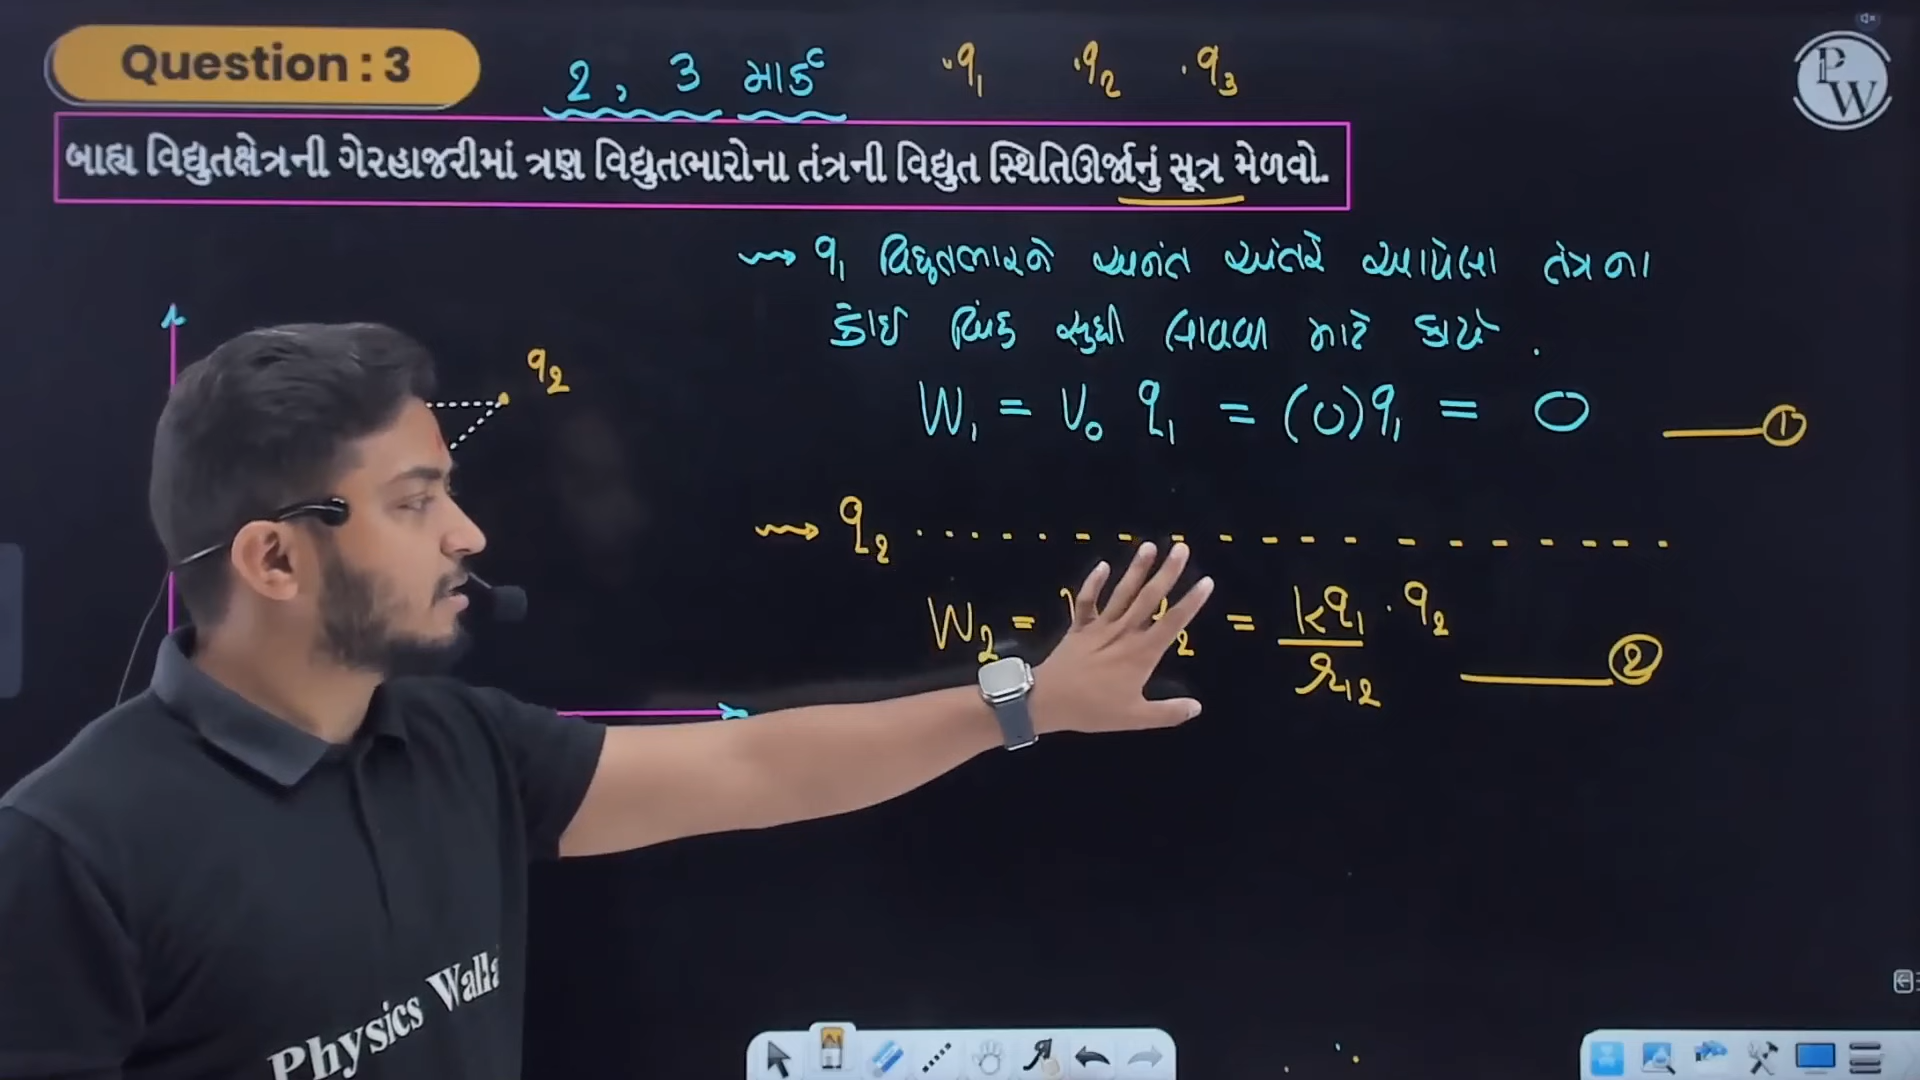 Question : 3
2, 3 માર્ક
·q₁ ·q₂ ·q₃
PW
બાહ્ય વિદ્યુતક્ષેત્રની ગેરહાજરીમાં ત્રણ વિદ્યુતભારોના તંત્રની વિદ્યુત સ્થિતિઊર્જાનું સૂત્ર મેળવો.
q₁ વિદ્યુતભારને અનંત અંતરે આપેલા તંત્રના
કોઈ બિંદુ સુધી લાવવા માટે કાર્ય .
q₂
W₁ = V₀ q₁ = (0)q₁ = 0 ——①
q₂ - - - - - - - - - - - - - - -
W₂ = = kq₁/r₁₂ · q₂ ——②
Physics Walla